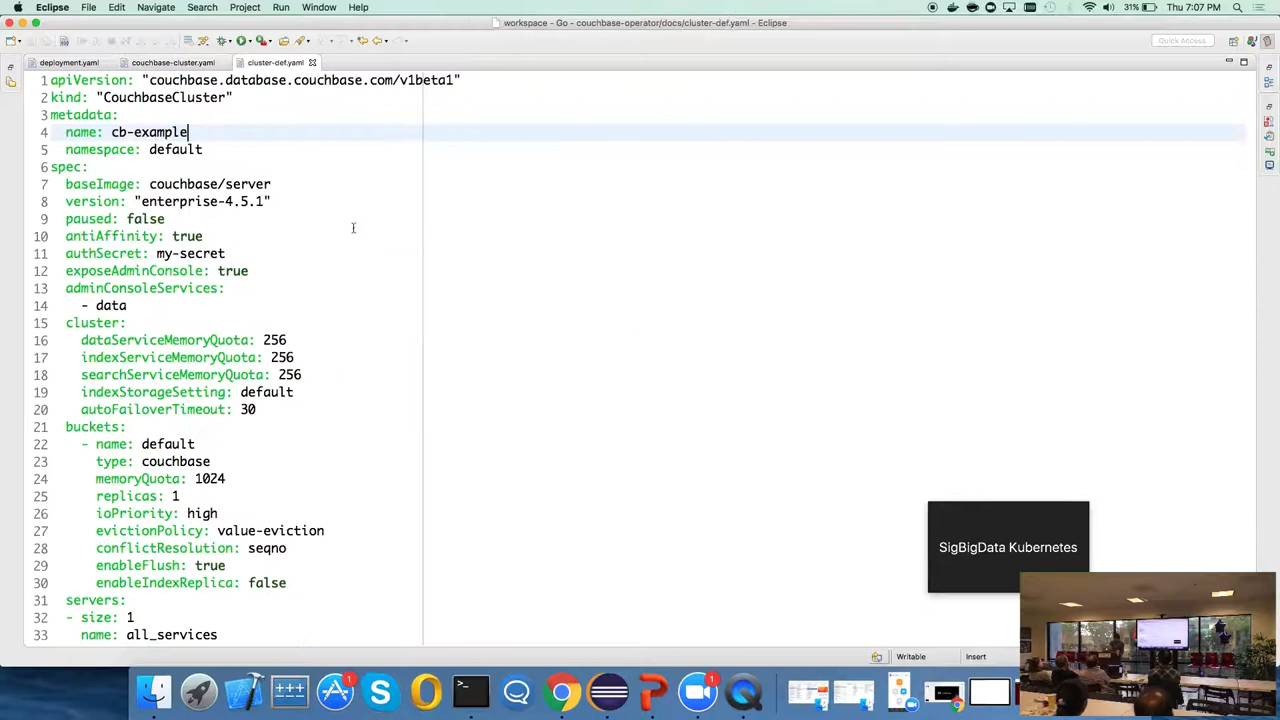 Eclipse File Edit Navigate Search Project Run Window Help 31% Thu 7:07 PM
workspace - Go - couchbase-operator/docs/cluster-def.yaml - Eclipse
Quick Access
deployment.yaml couchbase-cluster.yaml cluster-def.yaml
1 apiVersion: "couchbase.database.couchbase.com/v1beta1"
2 kind: "CouchbaseCluster"
3 metadata:
4 name: cb-example
5 namespace: default
6 spec:
7 baseImage: couchbase/server
8 version: "enterprise-4.5.1"
9 paused: false
10 antiAffinity: true
11 authSecret: my-secret
12 exposeAdminConsole: true
13 adminConsoleServices:
14 - data
15 cluster:
16 dataServiceMemoryQuota: 256
17 indexServiceMemoryQuota: 256
18 searchServiceMemoryQuota: 256
19 indexStorageSetting: default
20 autoFailoverTimeout: 30
21 buckets:
22 - name: default
23 type: couchbase
24 memoryQuota: 1024
25 replicas: 1
26 ioPriority: high
27 evictionPolicy: value-eviction
28 conflictResolution: seqno
29 enableFlush: true
30 enableIndexReplica: false
31 servers:
32 - size: 1
33 name: all_services
SigBigData Kubernetes
Writable Insert
1
1